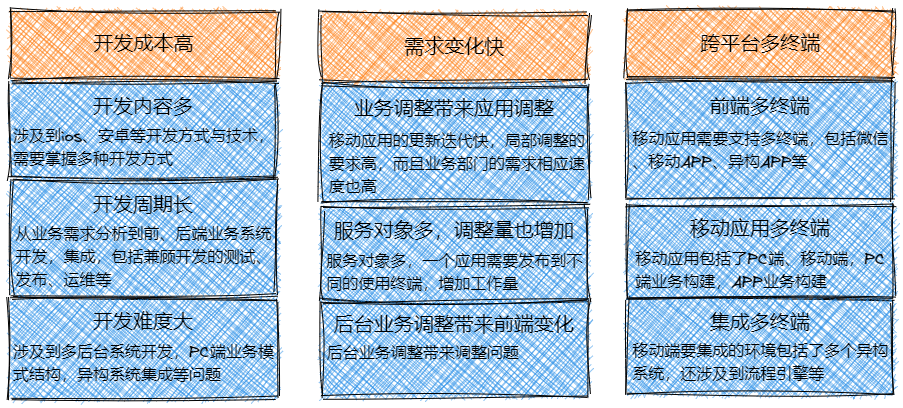 开发成本高
开发内容多
涉及到ios、安卓等开发方式与技术，
需要掌握多种开发方式
开发周期长
从业务需求分析到前、后端业务系统
开发，集成，包括兼顾开发的测试、
发布、运维等
开发难度大
涉及到多后台系统开发，PC端业务模
式结构，异构系统集成等问题
需求变化快
业务调整带来应用调整
移动应用的更新迭代快，局部调整的
要求高，而且业务部门的需求相应速
度也高
服务对象多，调整量也增加
服务对象多，一个应用需要发布到不
同的使用终端，增加工作量
后台业务调整带来前端变化
后台业务调整带来调整问题
跨平台多终端
前端多终端
移动应用需要支持多终端，包括微信
、移动APP、异构APP等
移动应用多终端
移动应用包括了PC端、移动端，PC
端业务构建，APP业务构建
集成多终端
移动端要集成的环境包括了多个异构
系统，还涉及到流程引擎等